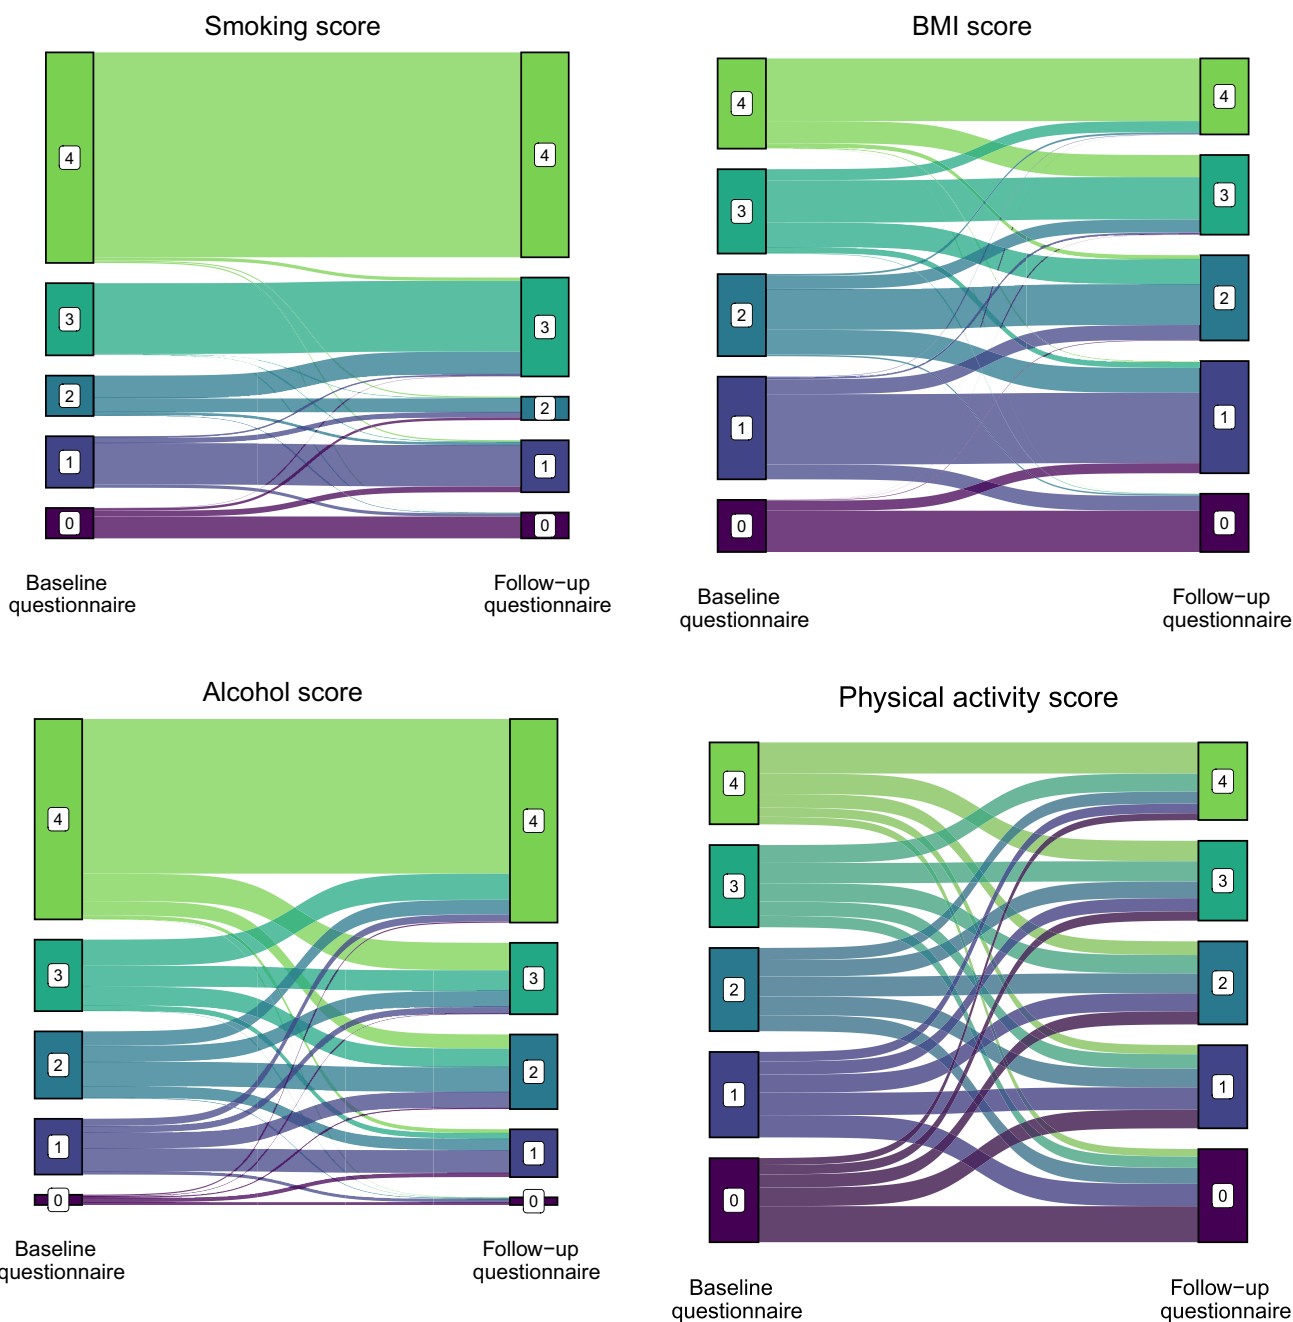 Smoking score
4
3
2
1
0
4
3
2
1
0
Baseline
questionnaire
Follow−up
questionnaire
BMI score
4
3
2
1
0
4
3
2
1
0
Baseline
questionnaire
Follow−up
questionnaire
Alcohol score
4
3
2
1
0
4
3
2
1
0
Baseline
questionnaire
Follow−up
questionnaire
Physical activity score
4
3
2
1
0
4
3
2
1
0
Baseline
questionnaire
Follow−up
questionnaire